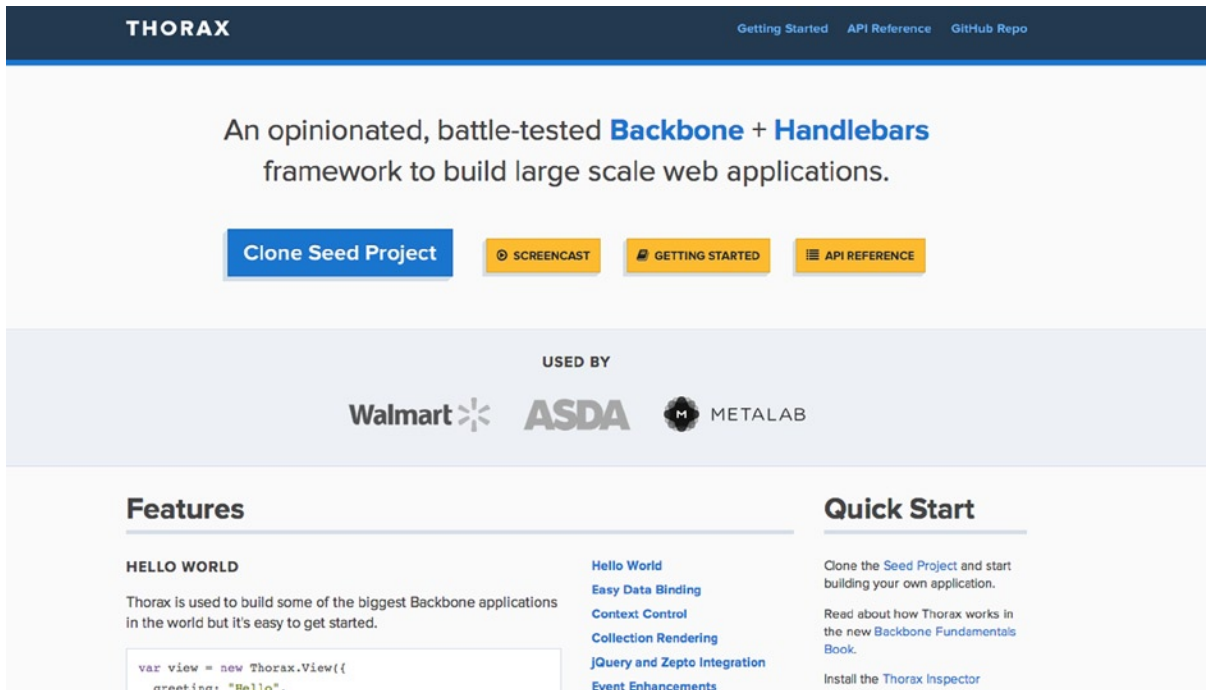 THORAX
Getting Started API Reference GitHub Repo
An opinionated, battle-tested Backbone + Handlebars
framework to build large scale web applications.
Clone Seed Project
SCREENCAST
GETTING STARTED
API REFERENCE
USED BY
Walmart
ASDA
M METALAB
Features
HELLO WORLD
Thorax is used to build some of the biggest Backbone applications
in the world but it's easy to get started.
var view = new Thorax.View({
greeting: "Hello",
Hello World
Easy Data Binding
Context Control
Collection Rendering
jQuery and Zepto Integration
Event Enhancements
Quick Start
Clone the Seed Project and start
building your own application.
Read about how Thorax works in
the new Backbone Fundamentals
Book.
Install the Thorax Inspector